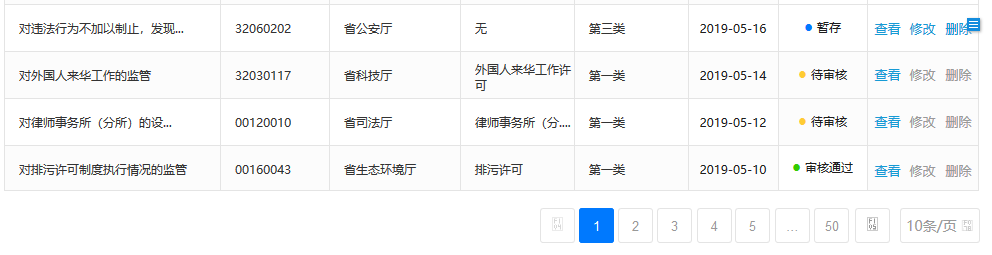 对违法行为不加以制止，发现... 32060202 省公安厅 无 第三类 2019-05-16 暂存 查看 修改 删除
对外国人来华工作的监管 32030117 省科技厅 外国人来华工作许可 第一类 2019-05-14 待审核 查看 修改 删除
对律师事务所（分所）的设... 00120010 省司法厅 律师事务所（分.... 第一类 2019-05-12 待审核 查看 修改 删除
对排污许可制度执行情况的监管 00160043 省生态环境厅 排污许可 第一类 2019-05-10 审核通过 查看 修改 删除
1 2 3 4 5 ... 50 10条/页